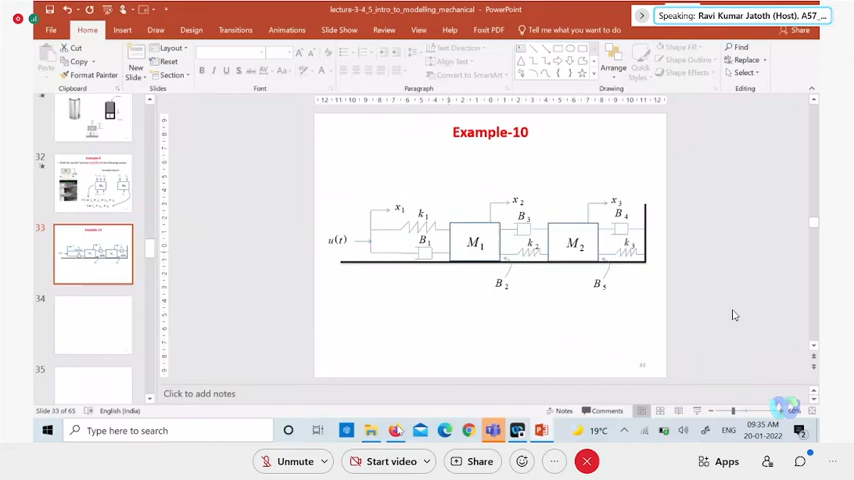 lecture-3-4_5_intro_to_modelling_mechanical - PowerPoint
Speaking: Ravi Kumar Jatoth (Host), A57_...
File Home Insert Draw Design Transitions Animations Slide Show Review View Help Foxit PDF Tell me what you want to do Share
Paste
Cut
Copy
Format Painter
Clipboard
New Slide
Layout
Reset
Section
Slides
B I U S
Aa
A
Font
Text Direction
Align Text
Convert to SmartArt
Paragraph
Arrange
Quick Styles
Shape Fill
Shape Outline
Shape Effects
Drawing
Find
Replace
Select
Editing
32
33
Example-10
34
35
Example-10
x₁
k₁
B₁
u(t)
M₁
x₂
B₃
k₂
B₂
M₂
x₃
B₄
k₃
B₅
33
Click to add notes
Slide 33 of 65 English (India) Notes Comments 60%
Type here to search
19°C ENG 09:35 AM 20-01-2022 2
Unmute Start video Share Apps